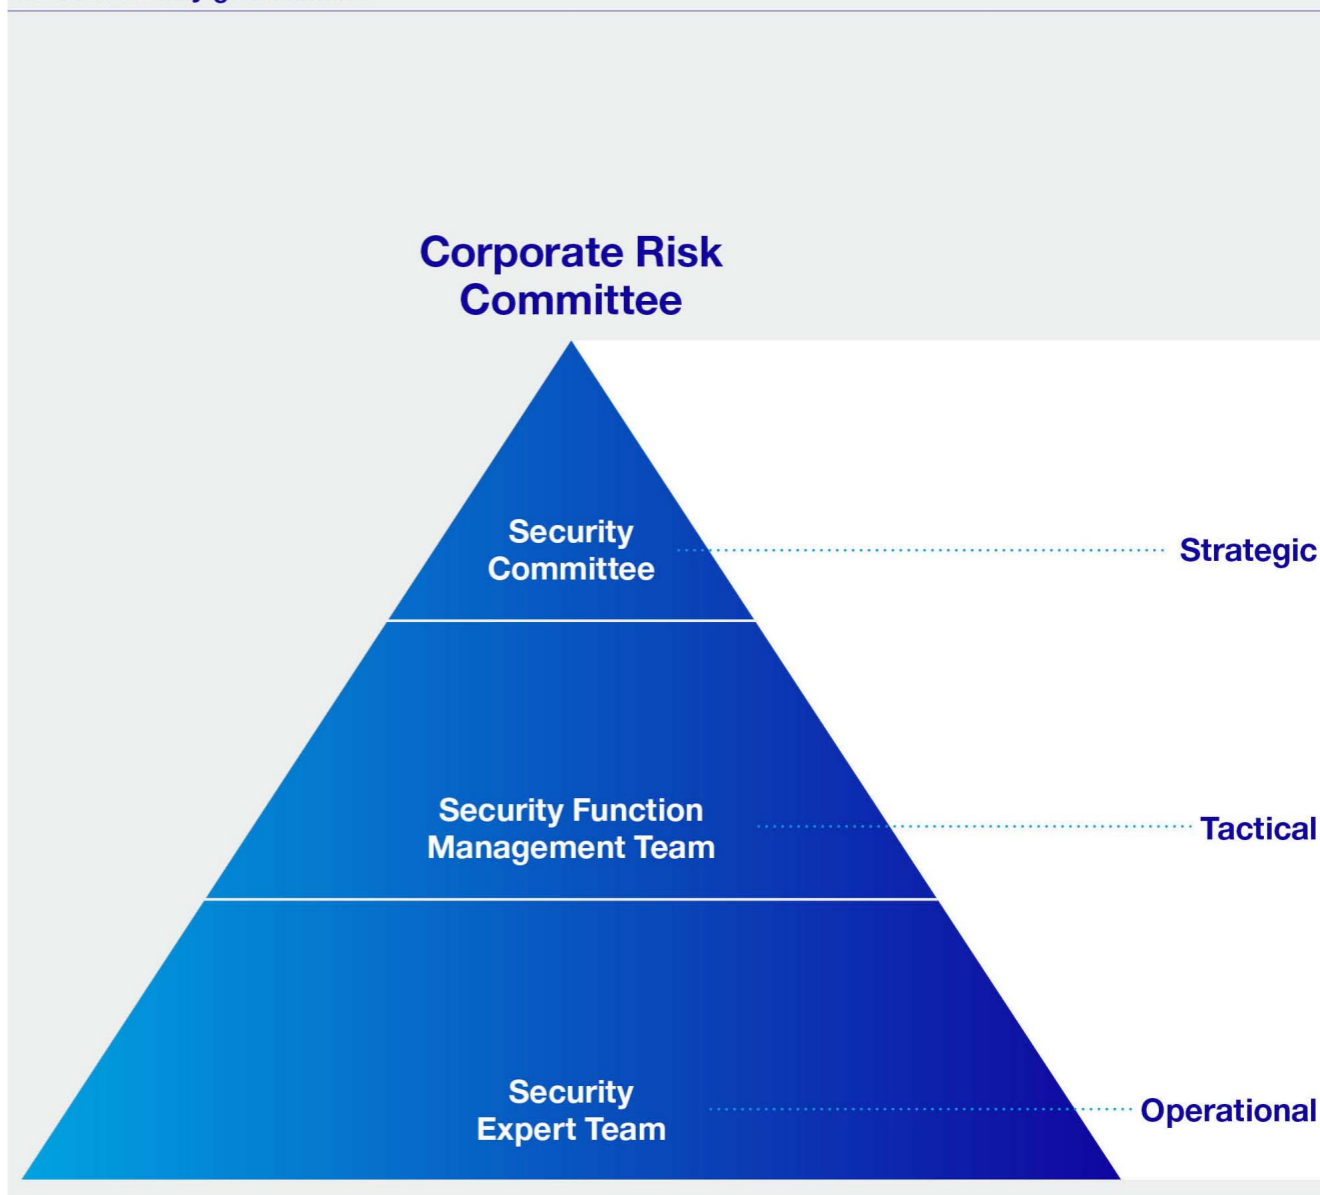 Corporate Risk
Committee
Security
Committee
Strategic
Security Function
Management Team
Tactical
Security
Expert Team
Operational